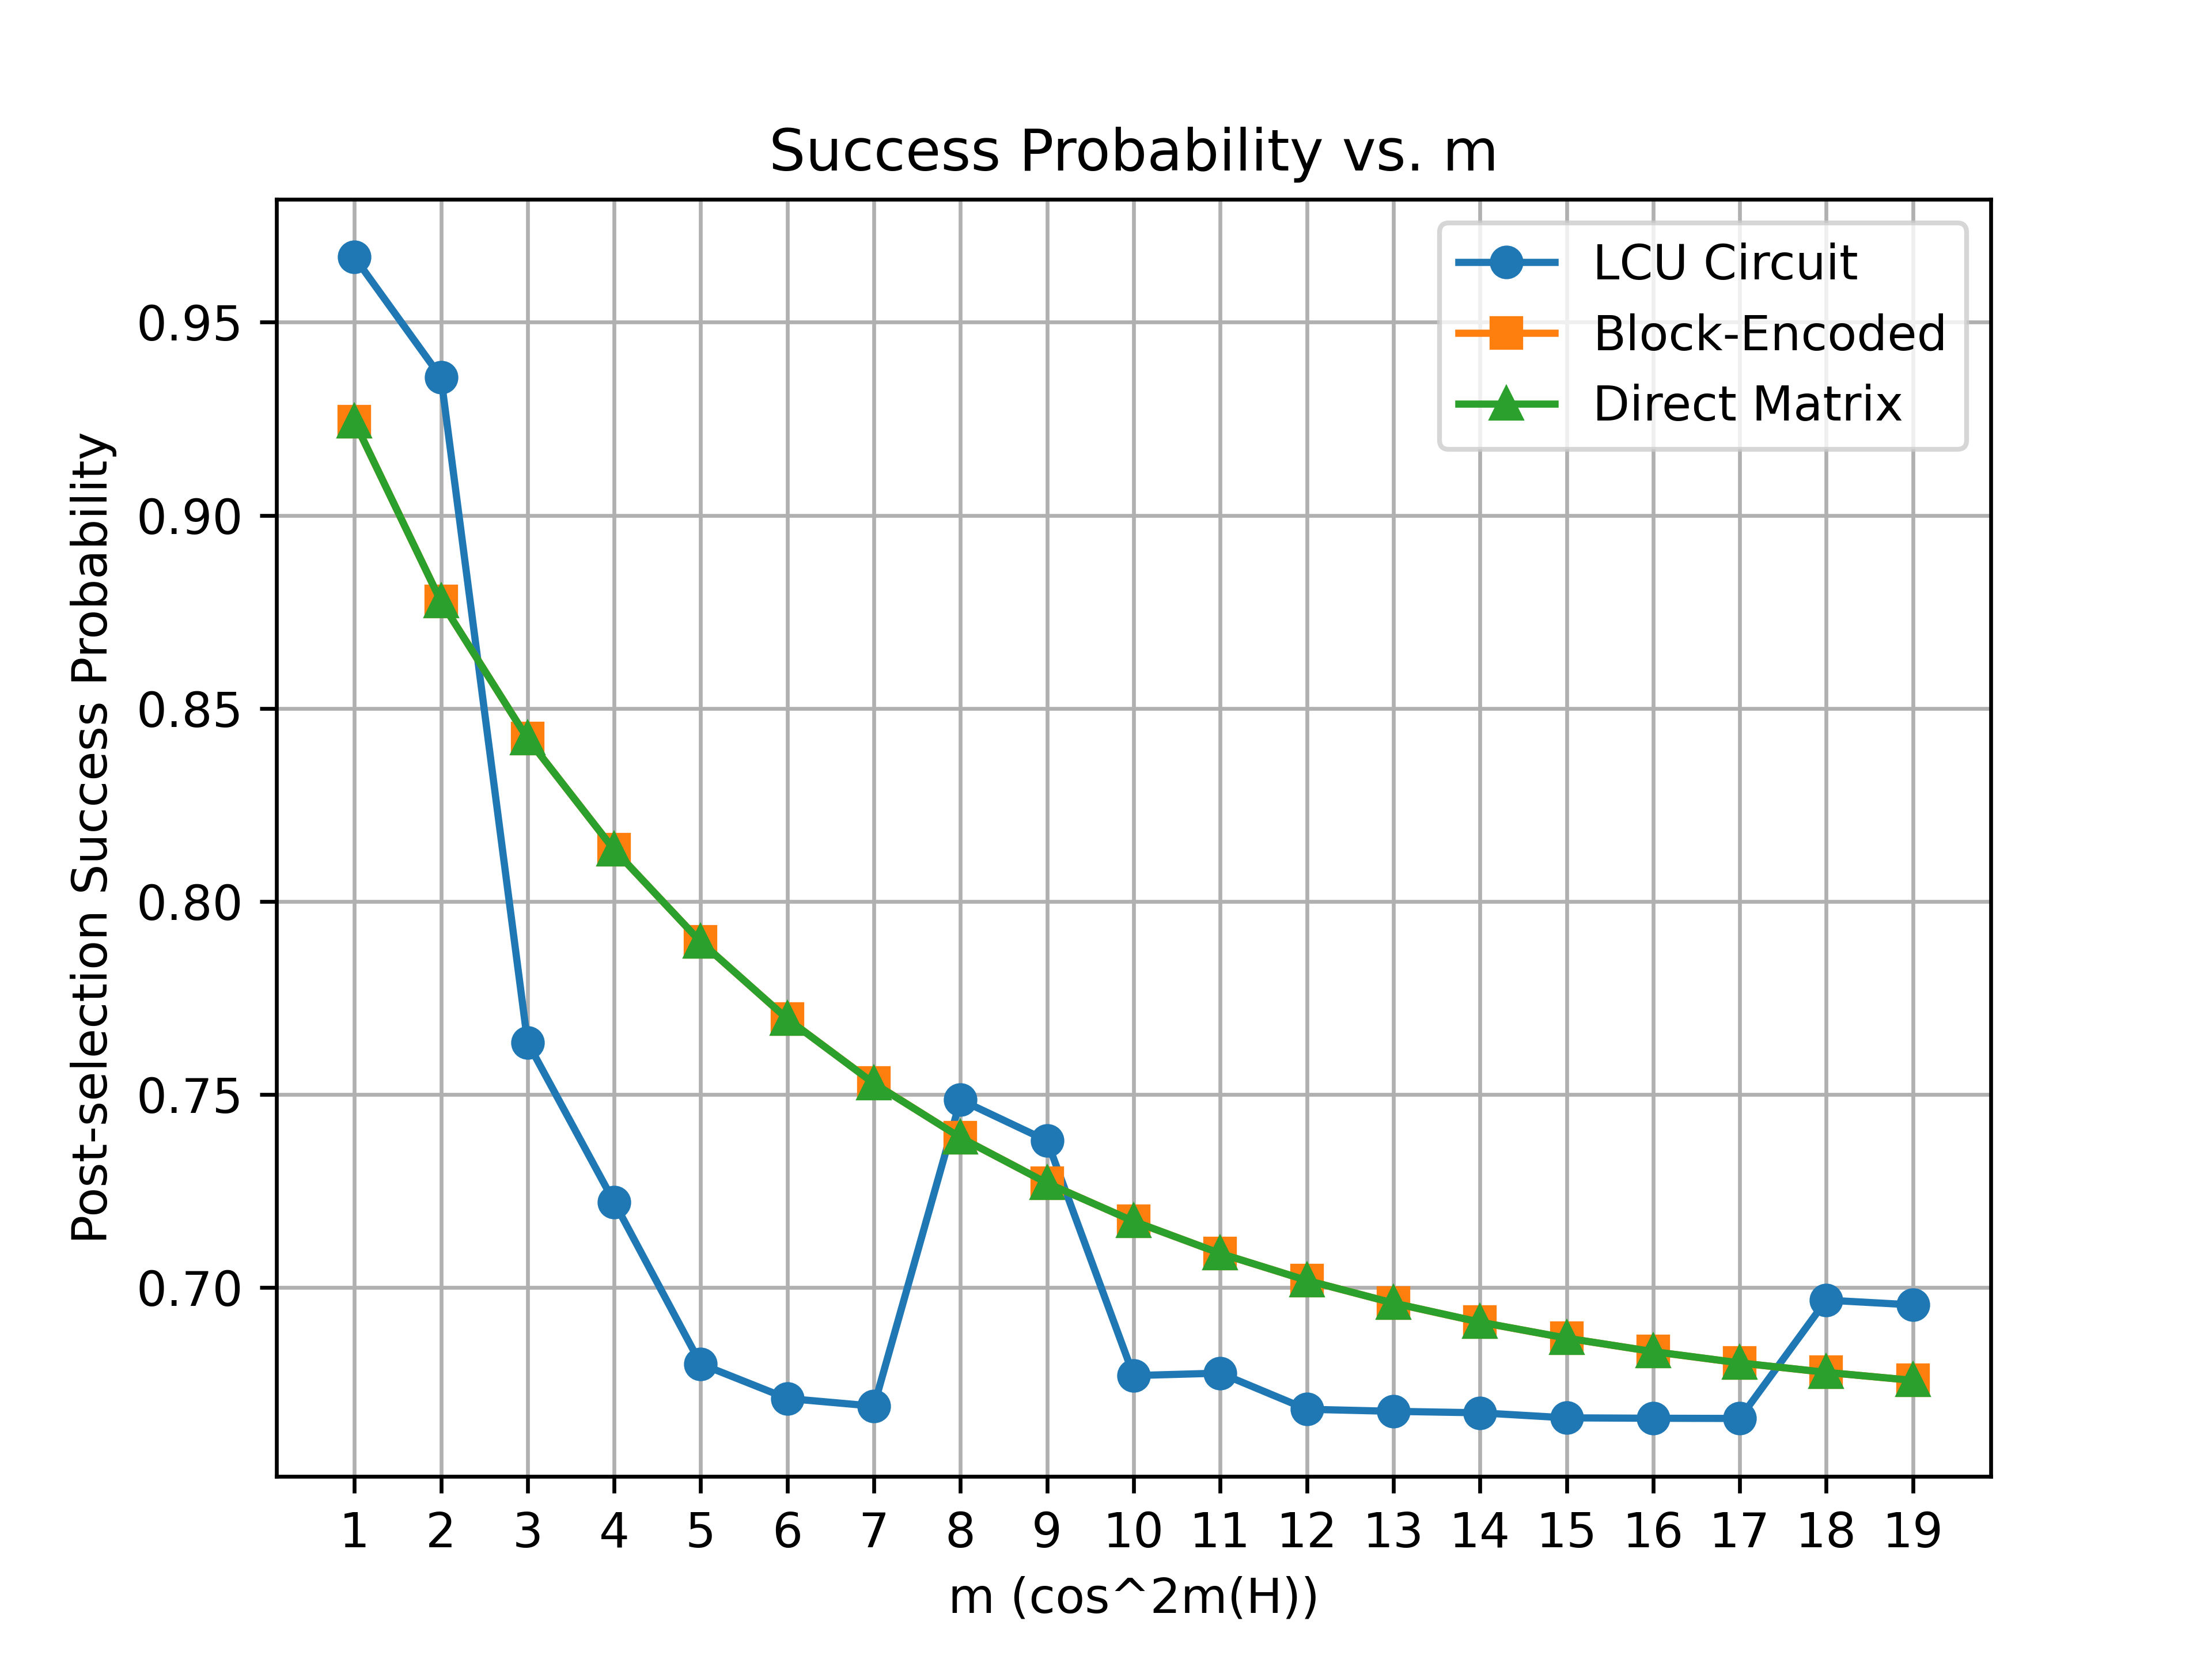 Success Probability vs. m
LCU Circuit
Block-Encoded
Direct Matrix
Post-selection Success Probability
0.95
0.90
0.85
0.80
0.75
0.70
1 2 3 4 5 6 7 8 9 10 11 12 13 14 15 16 17 18 19
m (cos^2m(H))